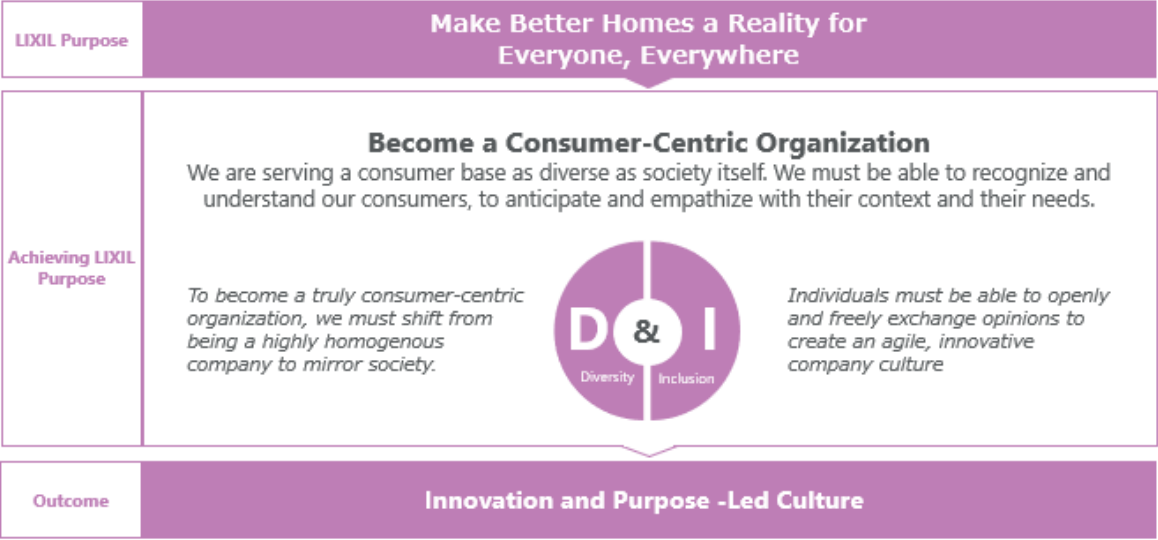 LIXIL Purpose
Make Better Homes a Reality for
Everyone, Everywhere
Achieving LIXIL
Purpose
Become a Consumer-Centric Organization
We are serving a consumer base as diverse as society itself. We must be able to recognize and
understand our consumers, to anticipate and empathize with their context and their needs.
To become a truly consumer-centric
organization, we must shift from
being a highly homogenous
company to mirror society.
D & I
Diversity Inclusion
Individuals must be able to openly
and freely exchange opinions to
create an agile, innovative
company culture
Outcome
Innovation and Purpose -Led Culture